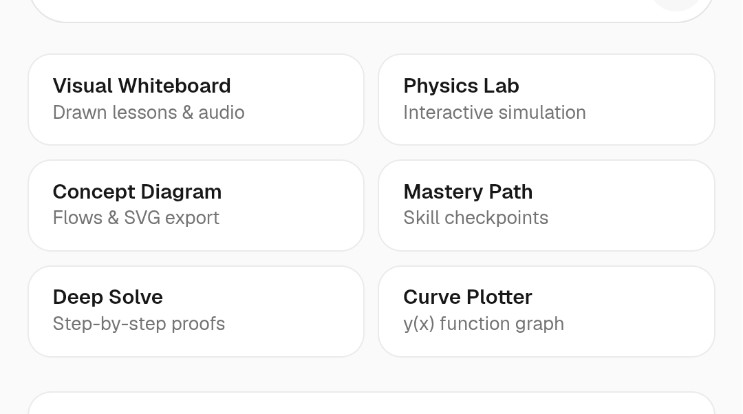 Visual Whiteboard
Drawn lessons & audio
Physics Lab
Interactive simulation
Concept Diagram
Flows & SVG export
Mastery Path
Skill checkpoints
Deep Solve
Step-by-step proofs
Curve Plotter
y(x) function graph